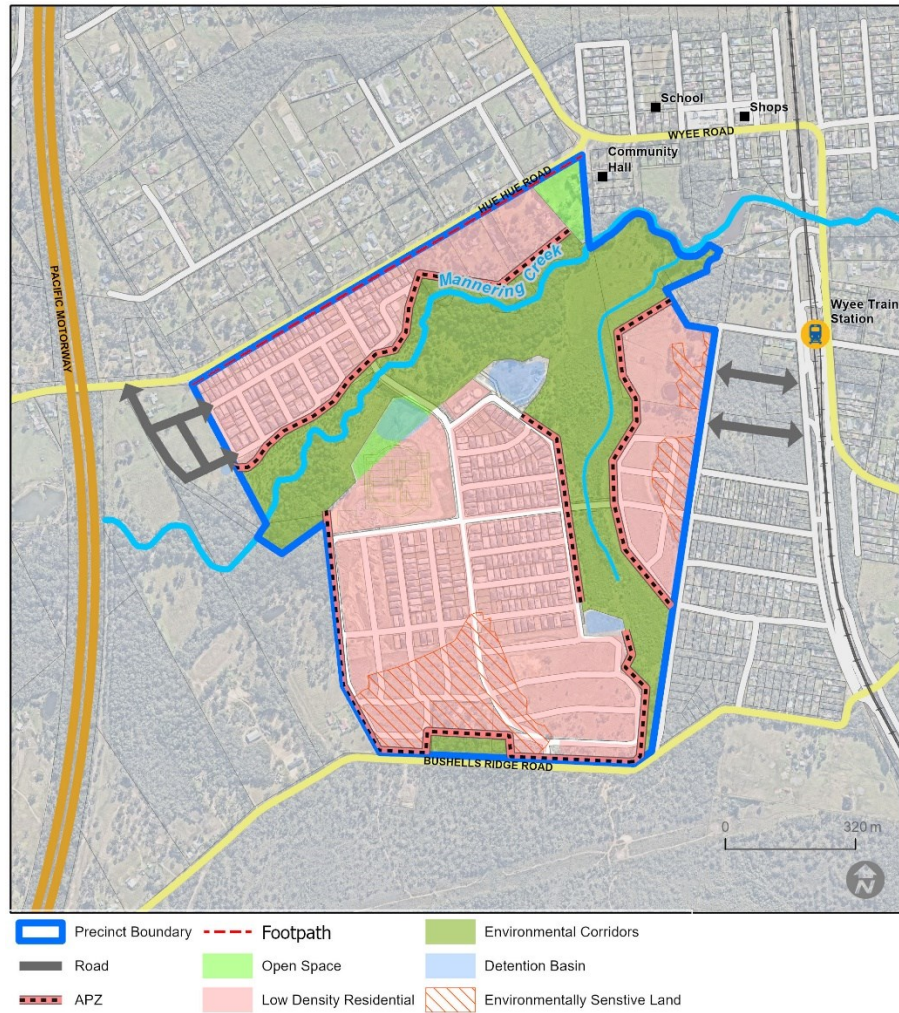 School
Shops
WYEE ROAD
Community
Hall
HUE HUE ROAD
Mannering Creek
PACIFIC MOTORWAY
Wyee Train
Station
BUSHELLS RIDGE ROAD
0 320 m
N
Precinct Boundary
Footpath
Environmental Corridors
Road
Open Space
Detention Basin
APZ
Low Density Residential
Environmentally Senstive Land